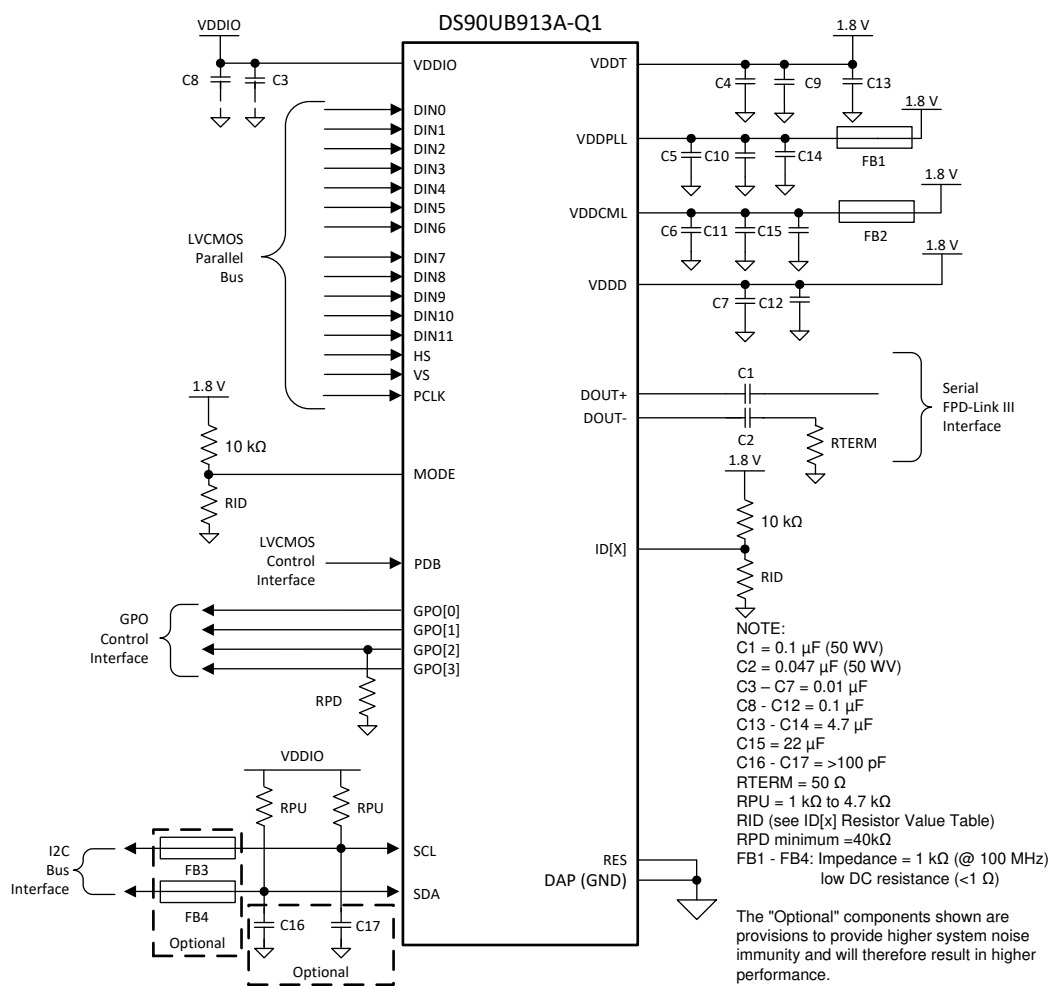 DS90UB913A-Q1
VDDIO
C8
C3
VDDIO
DIN0
DIN1
DIN2
DIN3
DIN4
DIN5
DIN6
DIN7
DIN8
DIN9
DIN10
DIN11
HS
VS
PCLK
LVCMOS
Parallel
Bus
1.8 V
10 kΩ
RID
MODE
LVCMOS
Control
Interface
PDB
GPO
Control
Interface
GPO[0]
GPO[1]
GPO[2]
GPO[3]
RPD
VDDIO
RPU
RPU
I2C
Bus
Interface
FB3
FB4
Optional
SCL
SDA
C16
C17
Optional
1.8 V
VDDT
C4
C9
C13
1.8 V
VDDPLL
C5
C10
C14
FB1
1.8 V
VDDCML
C6
C11
C15
FB2
1.8 V
VDDD
C7
C12
C1
DOUT+
DOUT-
C2
RTERM
Serial
FPD-Link III
Interface
1.8 V
10 kΩ
ID[X]
RID
RES
DAP (GND)
NOTE:
C1 = 0.1 µF (50 WV)
C2 = 0.047 µF (50 WV)
C3 – C7 = 0.01 µF
C8 - C12 = 0.1 µF
C13 - C14 = 4.7 µF
C15 = 22 µF
C16 - C17 = >100 pF
RTERM = 50 Ω
RPU = 1 kΩ to 4.7 kΩ
RID (see ID[x] Resistor Value Table)
RPD minimum =40kΩ
FB1 - FB4: Impedance = 1 kΩ (@ 100 MHz)
low DC resistance (<1 Ω)
The "Optional" components shown are
provisions to provide higher system noise
immunity and will therefore result in higher
performance.